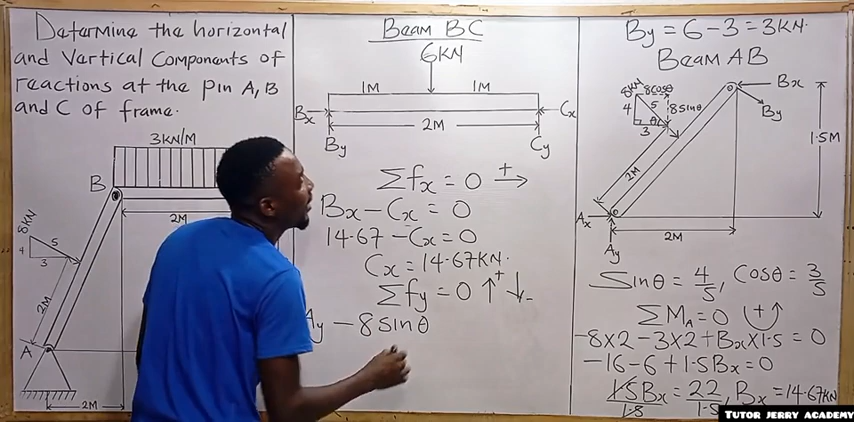 Determine the horizontal
and Vertical Components of
reactions at the pin A, B
and C of frame.
3KN/M
B
2M
8KN
5
4
3
2M
A
2M
Beam BC
6KN
1M 1M
Bx Cx
2M
By Cy
Σfx = 0 +→
Bx – Cx = 0
14.67 – Cx = 0
Cx = 14.67KN.
Σfy = 0 ↑+ ↓-
Ay – 8sinθ
By = 6 – 3 = 3KN.
Beam AB
8KN 8cosθ
4 5 8sinθ
3 θ
Bx
By
1.5M
2M
Ax
Ay
2M
Sinθ = 4/5, Cosθ = 3/5
ΣMA = 0 +
-8×2 – 3×2 + Bx×1.5 = 0
-16 – 6 + 1.5Bx = 0
1.5Bx/1.5 = 22/1.5, Bx = 14.67KN
TUTOR JERRY ACADEMY